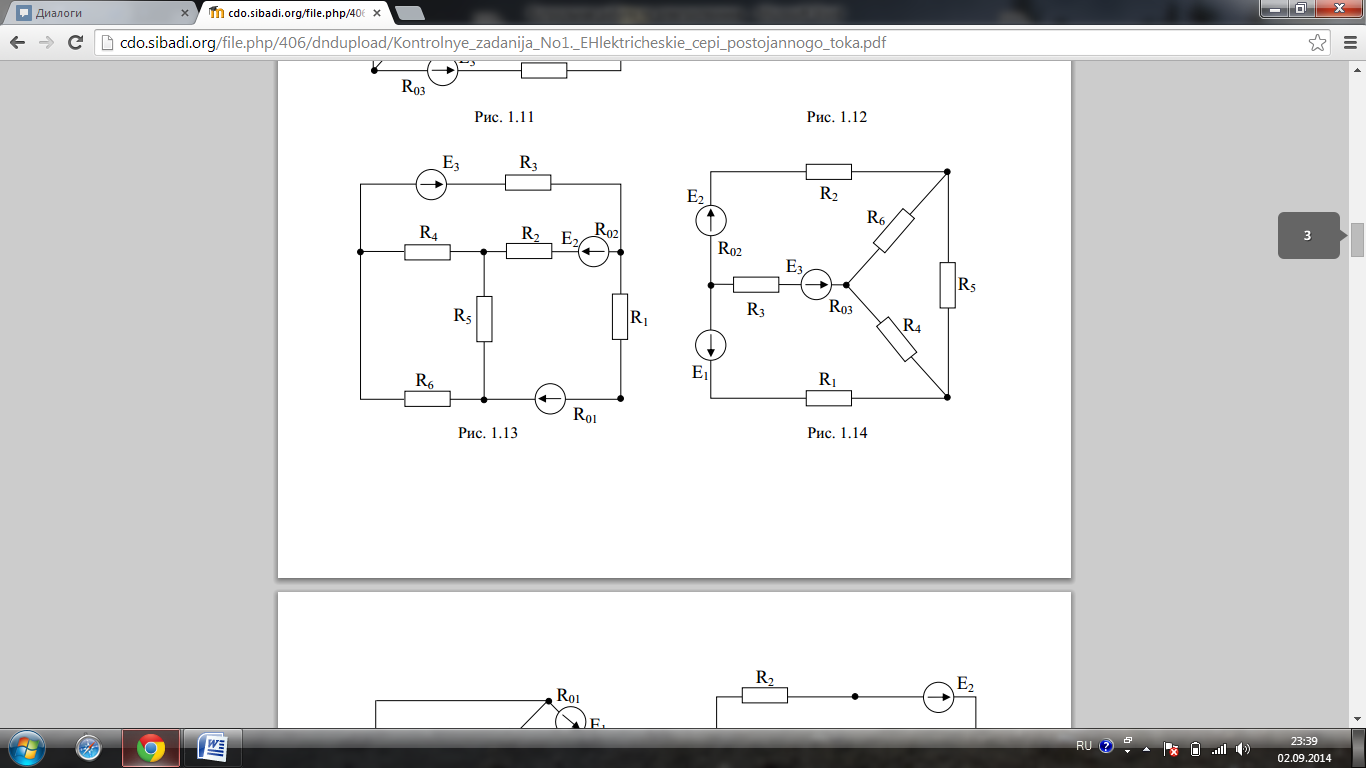 Диалоги
cdo.sibadi.org/file.php/406
cdo.sibadi.org/file.php/406/dndupload/Kontrolnye_zadanija_No1._EHlektricheskie_cepi_postojannogo_toka.pdf
E3
R03
Рис. 1.11
Рис. 1.12
E3
R3
R4
R2
E2
R02
R5
R1
R6
R01
Рис. 1.13
E2
R2
R6
R02
E3
R5
R3
R03
R4
E1
R1
Рис. 1.14
3
R01
E1
R2
E2
RU
23:39
02.09.2014